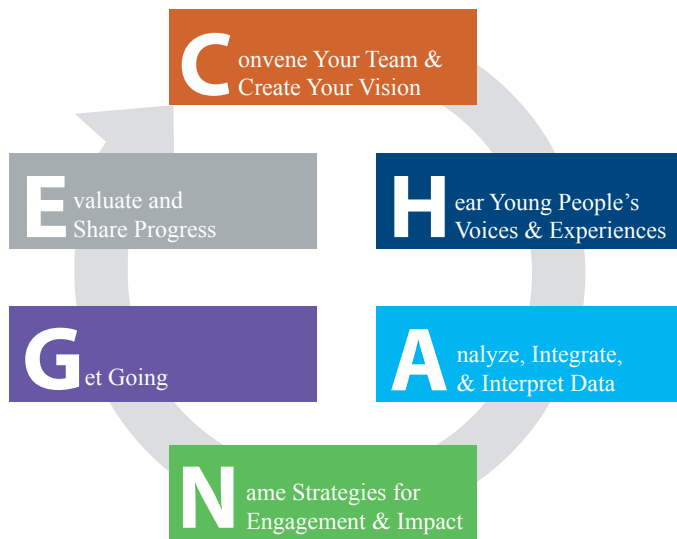 Convene Your Team &
Create Your Vision
Hear Young People's
Voices & Experiences
Analyze, Integrate,
& Interpret Data
Name Strategies for
Engagement & Impact
Get Going
Evaluate and
Share Progress